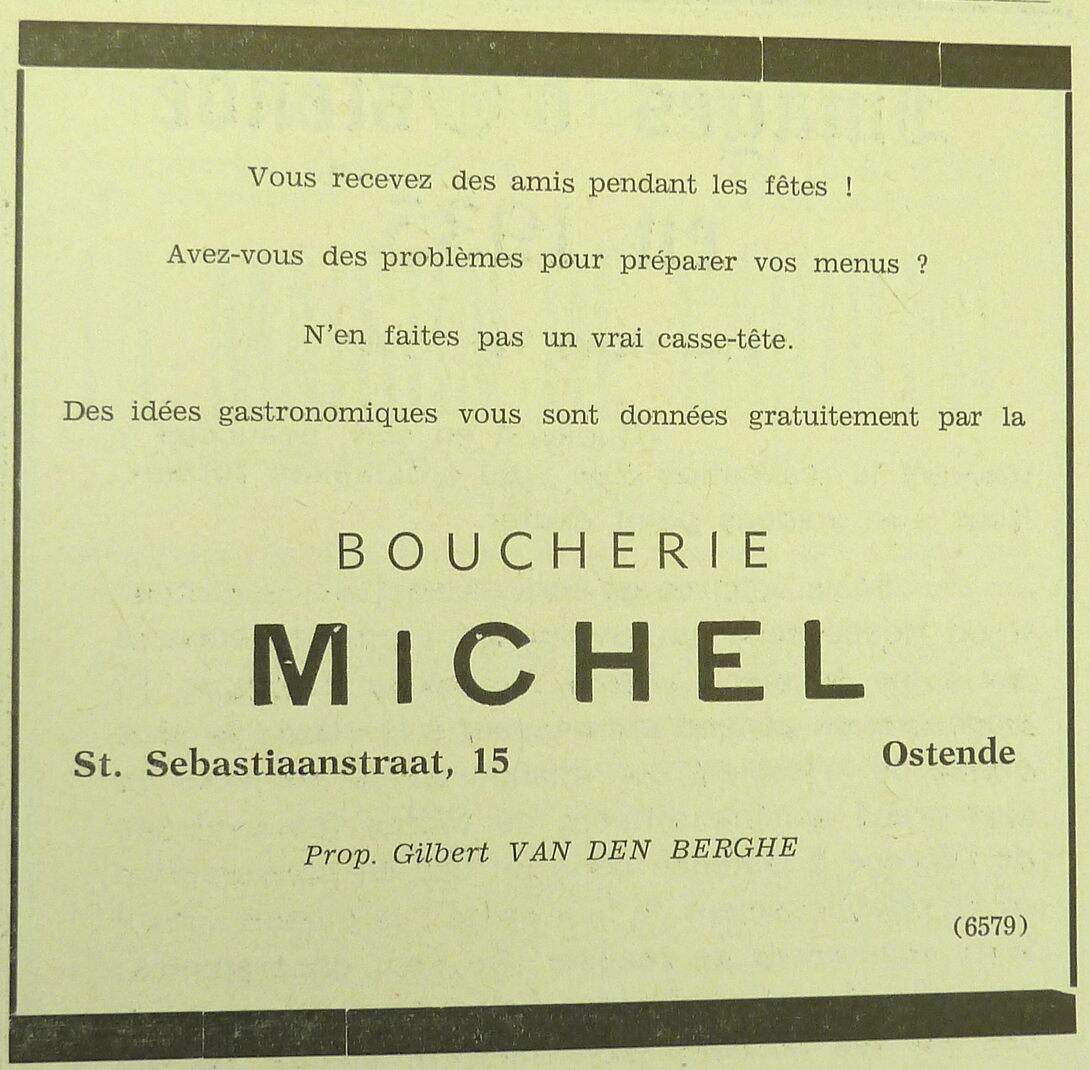 Vous recevez des amis pendant les fêtes !
Avez-vous des problèmes pour préparer vos menus ?
N'en faites pas un vrai casse-tête.
Des idées gastronomiques vous sont données gratuitement par la
BOUCHERIE
MICHEL
St. Sebastiaanstraat, 15 Ostende
Prop. Gilbert VAN DEN BERGHE
(6579)